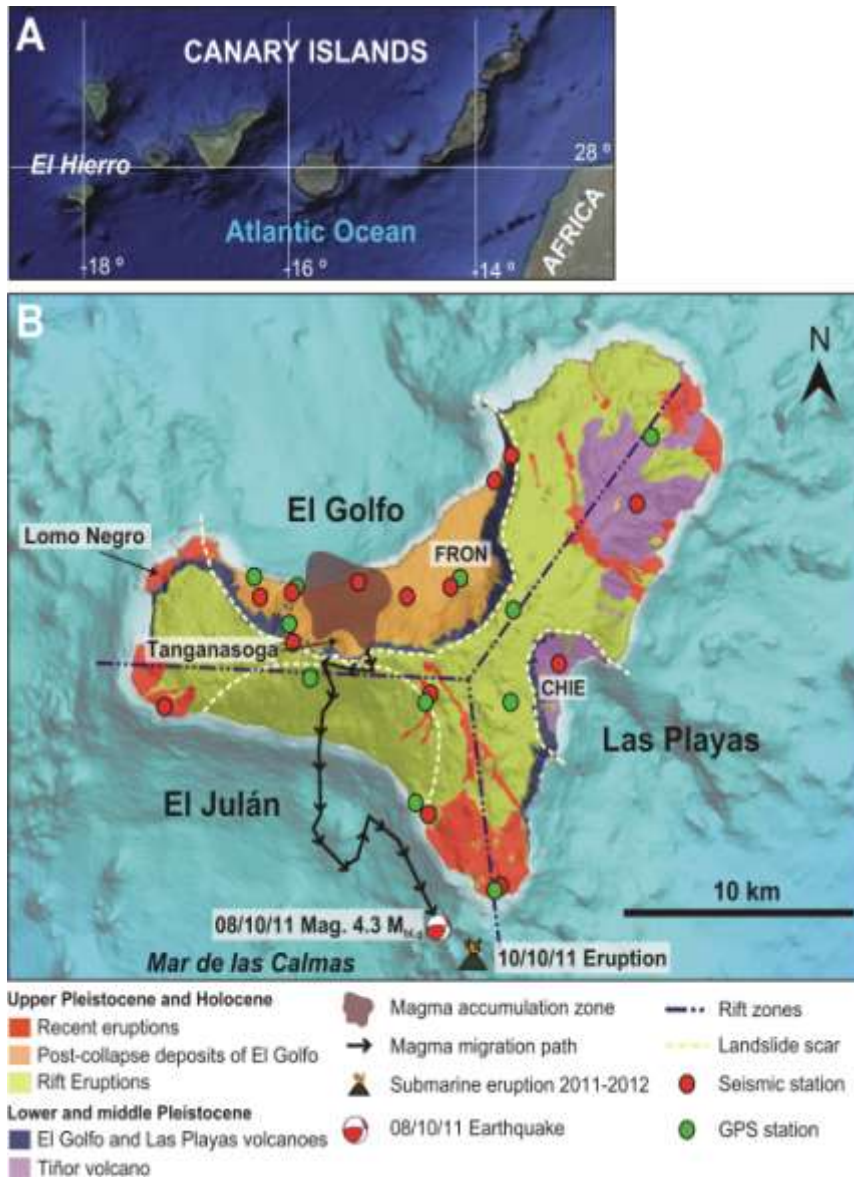 A
CANARY ISLANDS
El Hierro
28 º
Atlantic Ocean
AFRICA
-18 º
-16 º
-14 º
B
N
El Golfo
Lomo Negro
FRON
Tanganasoga
CHIE
Las Playas
El Julán
10 km
08/10/11 Mag. 4.3 M
10/10/11 Eruption
Mar de las Calmas
Upper Pleistocene and Holocene
Recent eruptions
Post-collapse deposits of El Golfo
Rift Eruptions
Lower and middle Pleistocene
El Golfo and Las Playas volcanoes
Tiñor volcano
Magma accumulation zone
Magma migration path
Submarine eruption 2011-2012
08/10/11 Earthquake
Rift zones
Landslide scar
Seismic station
GPS station